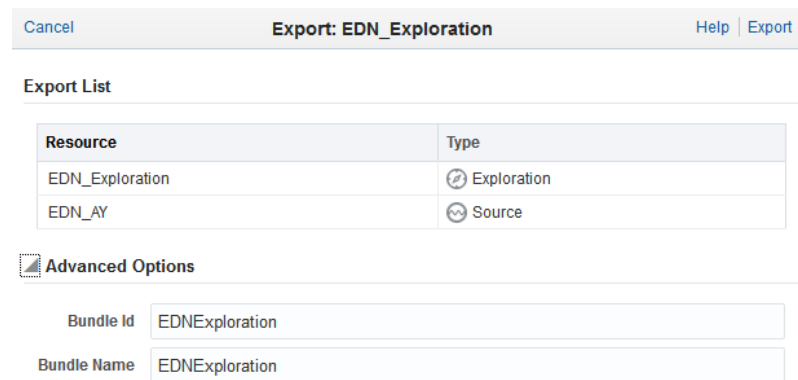 Cancel Export: EDN_Exploration Help Export
Export List
Resource Type
EDN_Exploration Exploration
EDN_AY Source
Advanced Options
Bundle Id EDNExploration
Bundle Name EDNExploration